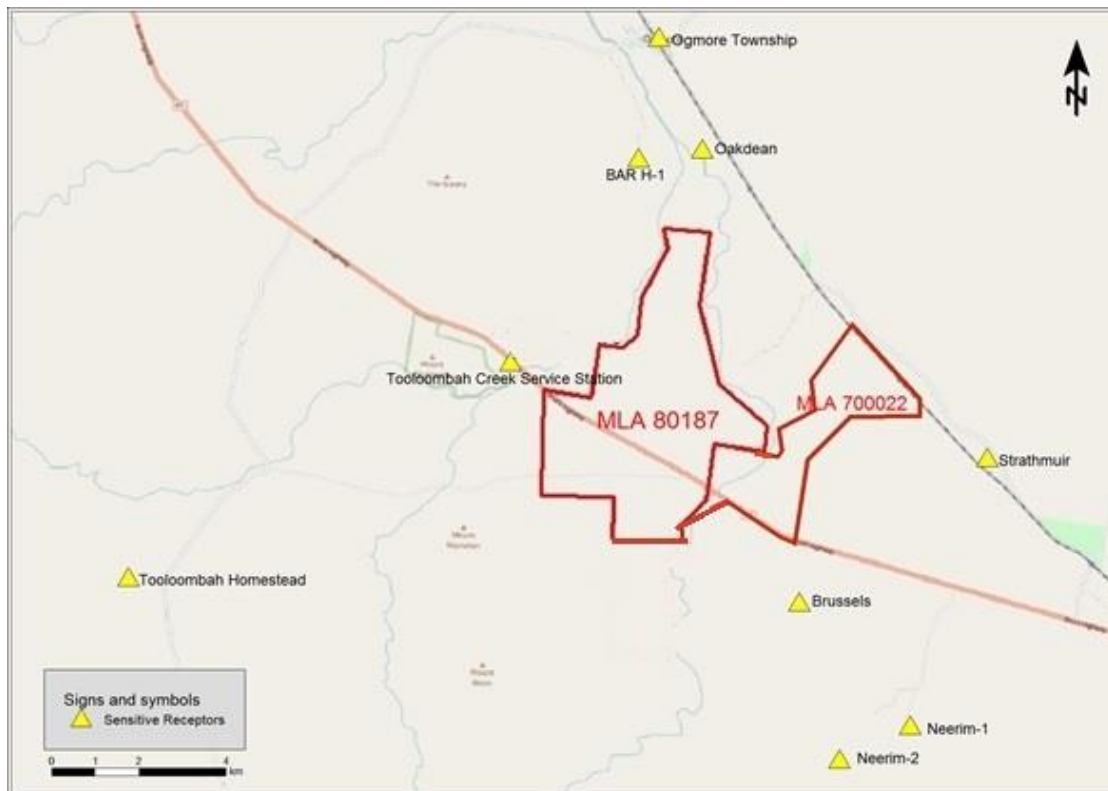 Ogmore Township
Oakdean
BAR H-1
Tooloombah Creek Service Station
MLA 80187
MLA 700022
Strathmuir
Tooloombah Homestead
Brussels
Neerim-1
Neerim-2
Signs and symbols
Sensitive Receptors
0 1 2 4
km
N